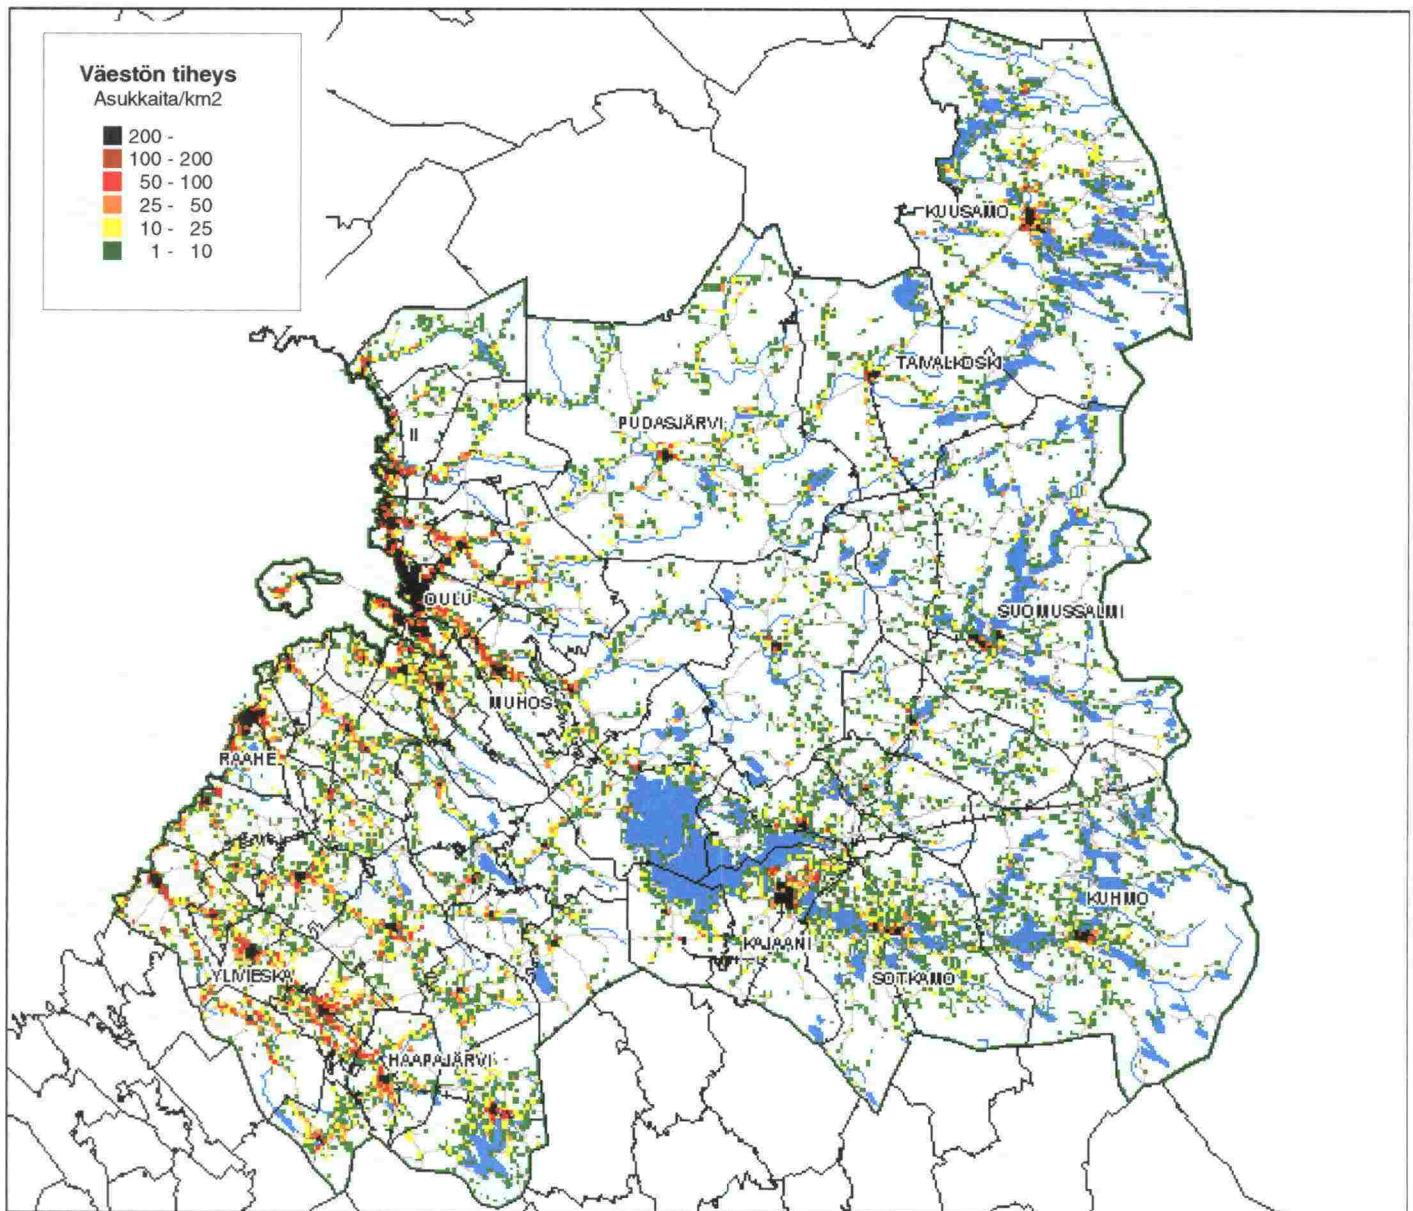 Väestön tiheys
Asukkaita/km2
200 -
100 - 200
50 - 100
25 - 50
10 - 25
1 - 10
KUUSAMO
TAIVALKOSKI
PUDASJÄRVI
II
OULU
SUOMUSSALMI
MUHOS
RAAHE
KUHMO
KAJAANI
YLIVIESKA
SOTKAMO
HAAPAJÄRVI